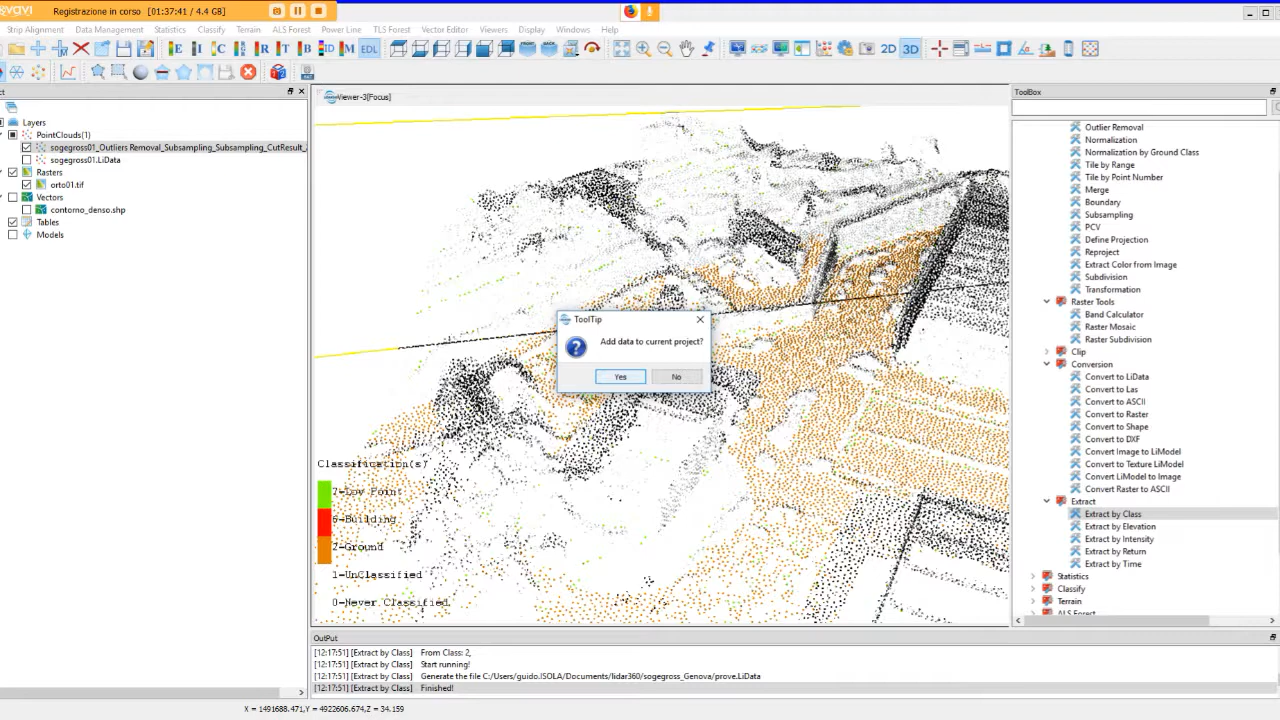 Registrazione in corso [01:37:41 / 4.4 GB]
Strip Alignment Data Management Statistics Classify Terrain ALS Forest Power Line TLS Forest Vector Editor Viewers Display Windows Help
EDL 2D 3D
Viewer-3[Focus]
ToolBox
Layers
PointClouds(1)
sogegross01_Outliers Removal_Subsampling_Subsampling_CutResult_
sogegross01.LiData
Rasters
orto01.tif
Vectors
contorno_denso.shp
Tables
Models
ToolTip
Add data to current project?
Yes No
Classification(s)
7-Low Point
6-Building
2-Ground
1-UnClassified
0-Never Classified
Outlier Removal
Normalization
Normalization by Ground Class
Tile by Range
Tile by Point Number
Merge
Boundary
Subsampling
PCV
Define Projection
Reproject
Extract Color from Image
Subdivision
Transformation
Raster Tools
Band Calculator
Raster Mosaic
Raster Subdivision
Clip
Conversion
Convert to LiData
Convert to Las
Convert to ASCII
Convert to Raster
Convert to Shape
Convert to DXF
Convert Image to LiModel
Convert to Texture LiModel
Convert LiModel to Image
Convert Raster to ASCII
Extract
Extract by Class
Extract by Elevation
Extract by Intensity
Extract by Return
Extract by Time
Statistics
Classify
Terrain
ALS Forest
OutPut
[12:17:51] [Extract by Class] From Class: 2,
[12:17:51] [Extract by Class] Start running!
[12:17:51] [Extract by Class] Generate the file C:/Users/guido.ISOLA/Documents/lidar360/sogegross_Genova/prove.LiData
[12:17:51] [Extract by Class] Finished!
X = 1491688.471,Y = 4922606.674,Z = 34.159